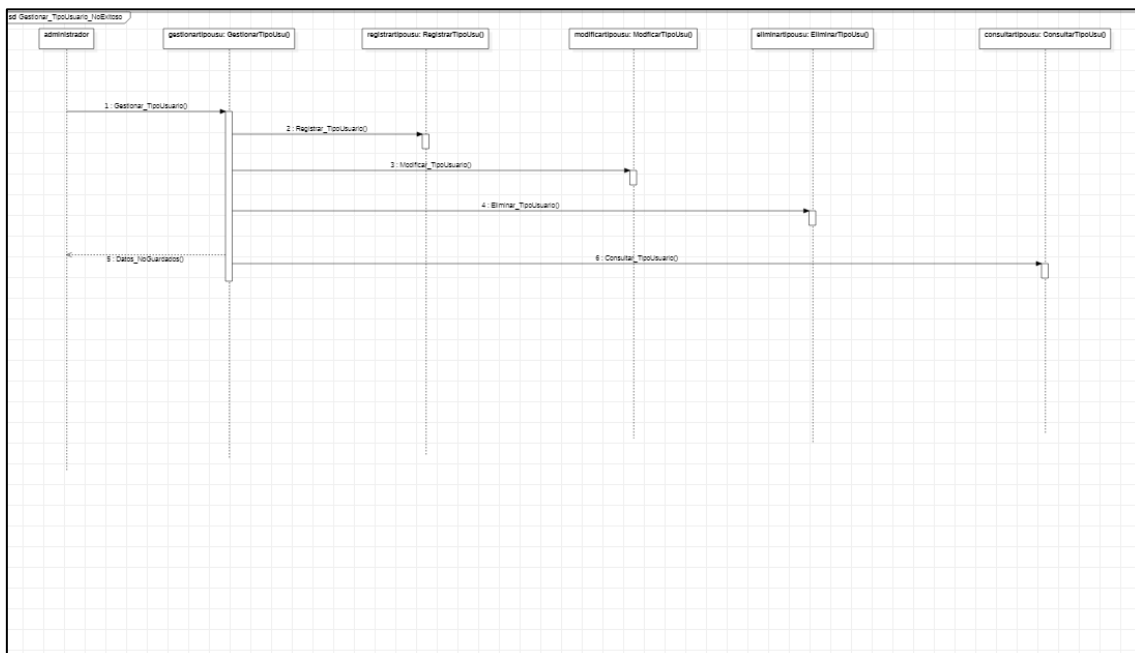 sd Gestionar_TipoUsuario_NoExitoso
administrador
gestionartipousu: GestionarTipoUsu()
registrartipousu: RegistrarTipoUsu()
modificartipousu: ModificarTipoUsu()
eliminartipousu: EliminarTipoUsu()
consultartipousu: ConsultarTipoUsu()
1 : Gestionar_TipoUsuario()
2 : Registrar_TipoUsuario()
3 : Modificar_TipoUsuario()
4 : Eliminar_TipoUsuario()
5 : Datos_NoGuardados()
6 : Consultar_TipoUsuario()